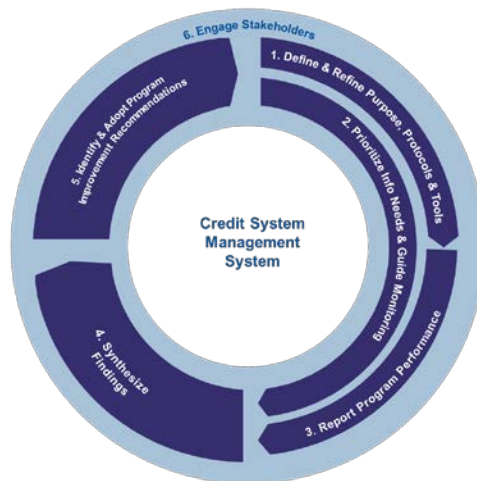 6. Engage Stakeholders
1. Define & Refine Purpose, Protocols & Tools
2. Prioritize Info Needs & Guide Monitoring
3. Report Program Performance
4. Synthesize
Findings
5. Identify & Adopt Program
Improvement Recommendations
Credit System
Management
System